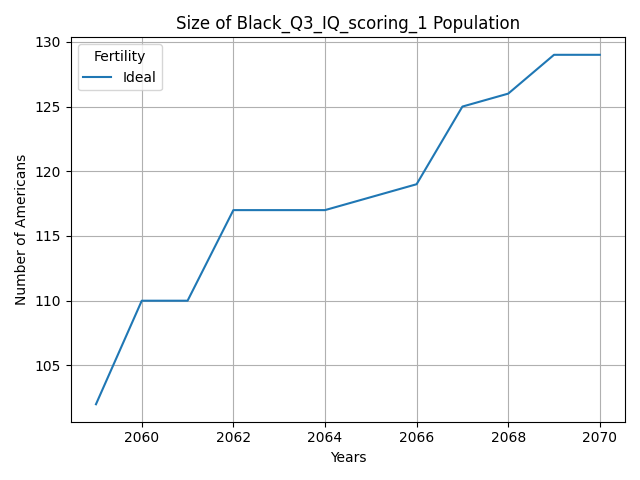 Size of Black_Q3_IQ_scoring_1 Population
Number of Americans
130
125
120
115
110
105
Fertility
Ideal
2060 2062 2064 2066 2068 2070
Years